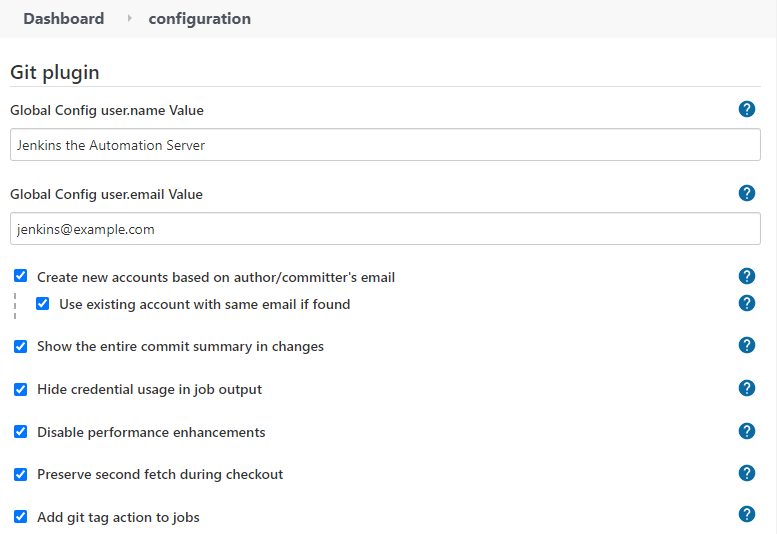 Dashboard configuration
Git plugin
Global Config user.name Value
Jenkins the Automation Server
Global Config user.email Value
jenkins@example.com
Create new accounts based on author/committer's email
Use existing account with same email if found
Show the entire commit summary in changes
Hide credential usage in job output
Disable performance enhancements
Preserve second fetch during checkout
Add git tag action to jobs